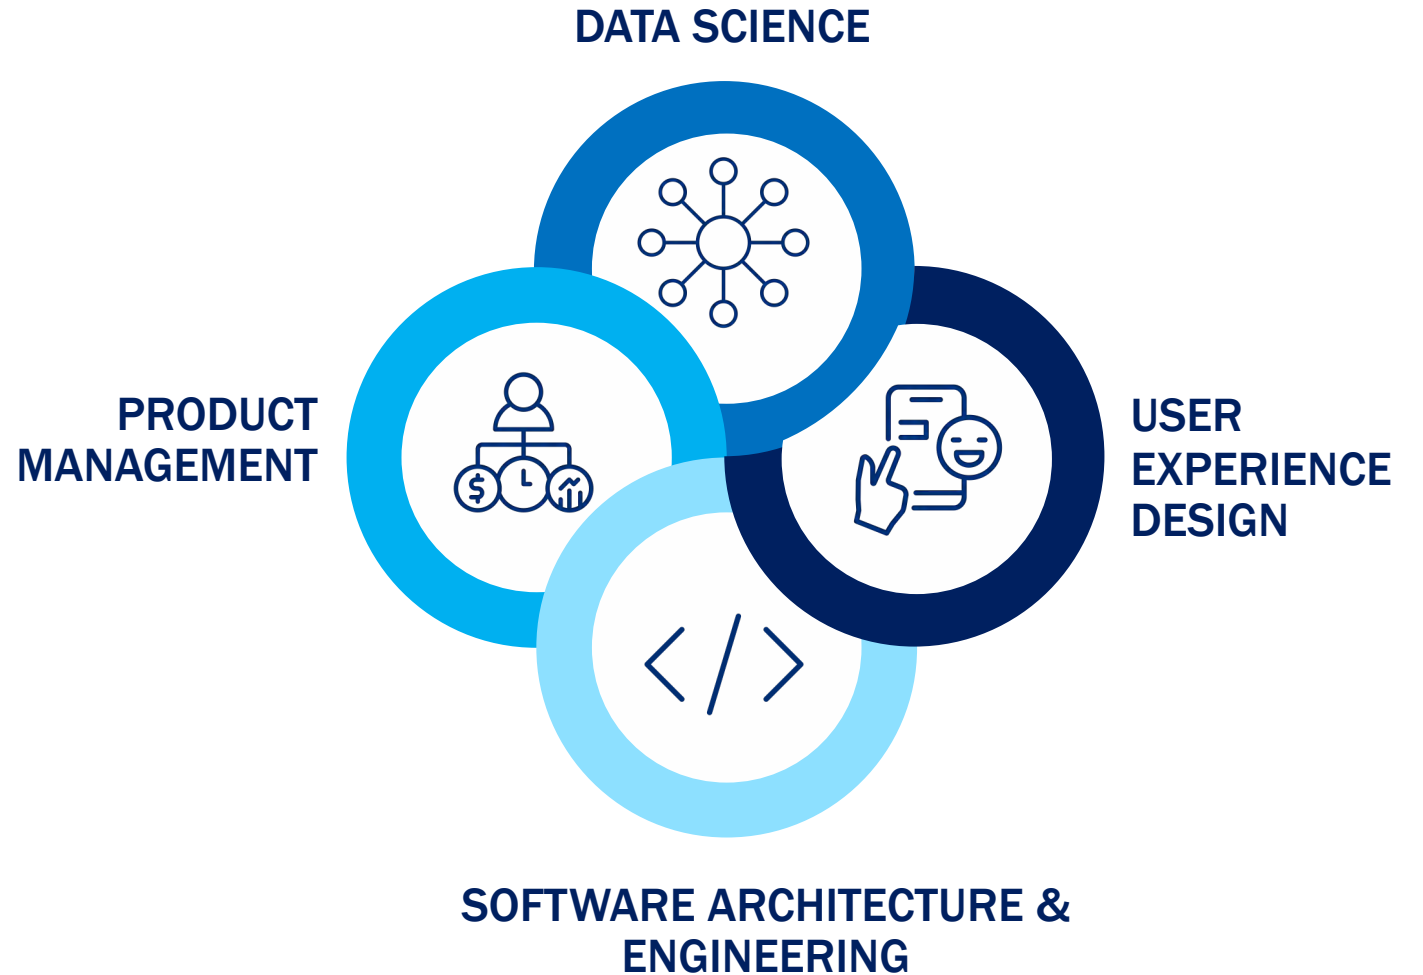 DATA SCIENCE
PRODUCT
MANAGEMENT
$
USER
EXPERIENCE
DESIGN
</>
SOFTWARE ARCHITECTURE &
ENGINEERING